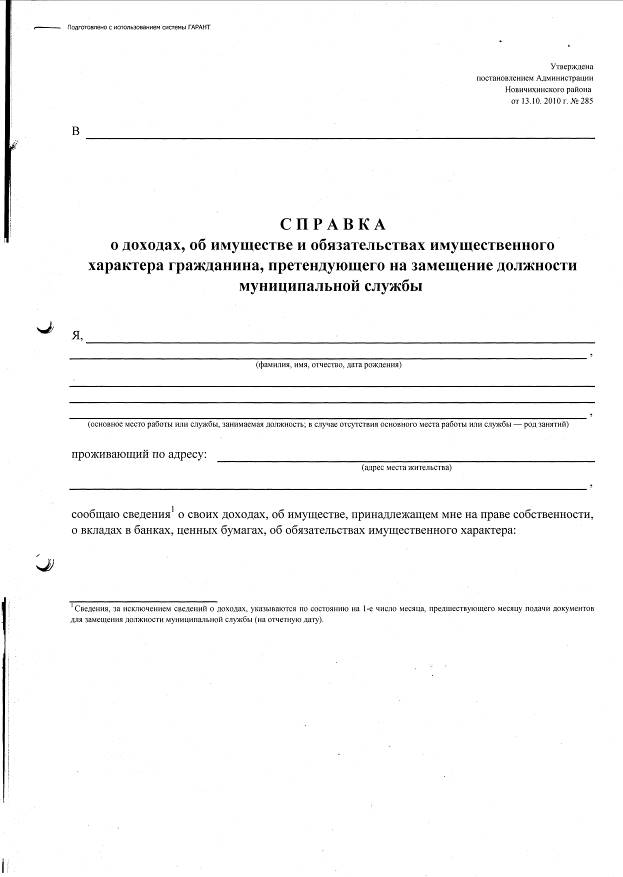 Подготовлено с использованием системы ГАРАНТ
Утверждена
постановлением Администрации
Новичихинского района
от 13.10. 2010 г. № 285
В
С П Р А В К А
о доходах, об имуществе и обязательствах имущественного
характера гражданина, претендующего на замещение должности
муниципальной службы
Я,
,
(фамилия, имя, отчество, дата рождения)
,
(основное место работы или службы, занимаемая должность; в случае отсутствия основного места работы или службы — род занятий)
проживающий по адресу:
(адрес места жительства)
,
сообщаю сведения1 о своих доходах, об имуществе, принадлежащем мне на праве собственности,
о вкладах в банках, ценных бумагах, об обязательствах имущественного характера:
1 Сведения, за исключением сведений о доходах, указываются по состоянию на 1-е число месяца, предшествующего месяцу подачи документов
для замещения должности муниципальной службы (на отчетную дату).